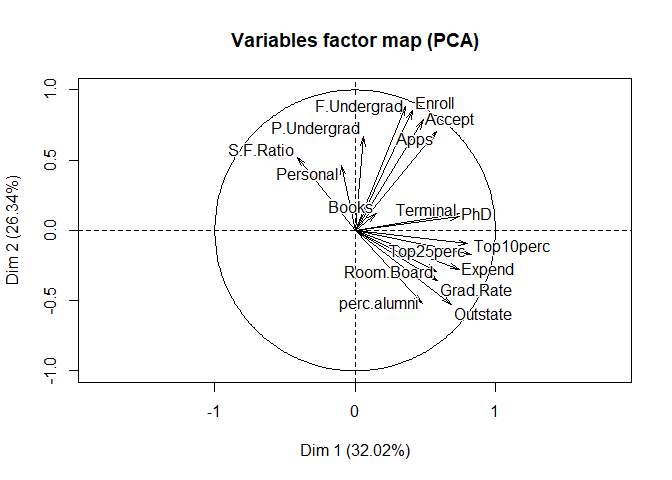 Variables factor map (PCA)
Dim 2 (26.34%)
1.0
0.5
0.0
-0.5
-1.0
F.Undergrad
Enroll
Accept
P.Undergrad
Apps
S.F.Ratio
Personal
Books
Terminal
PhD
Top10perc
Top25perc
Room.Board
Expend
Grad.Rate
perc.alumni
Outstate
-1
0
1
Dim 1 (32.02%)